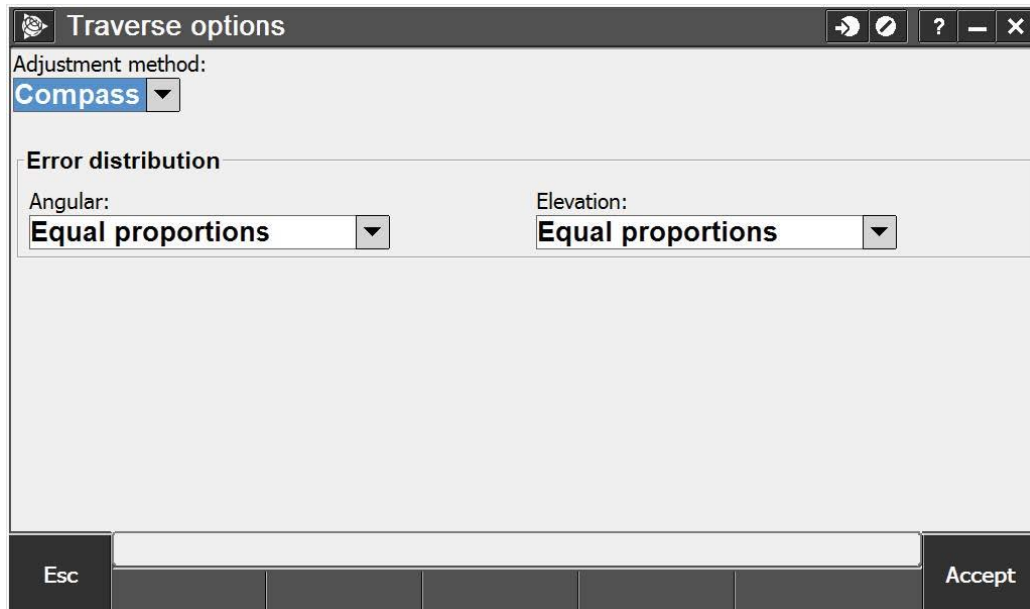 Traverse options
?
Adjustment method:
Compass
Error distribution
Angular:
Elevation:
Equal proportions
Equal proportions
Esc
Accept